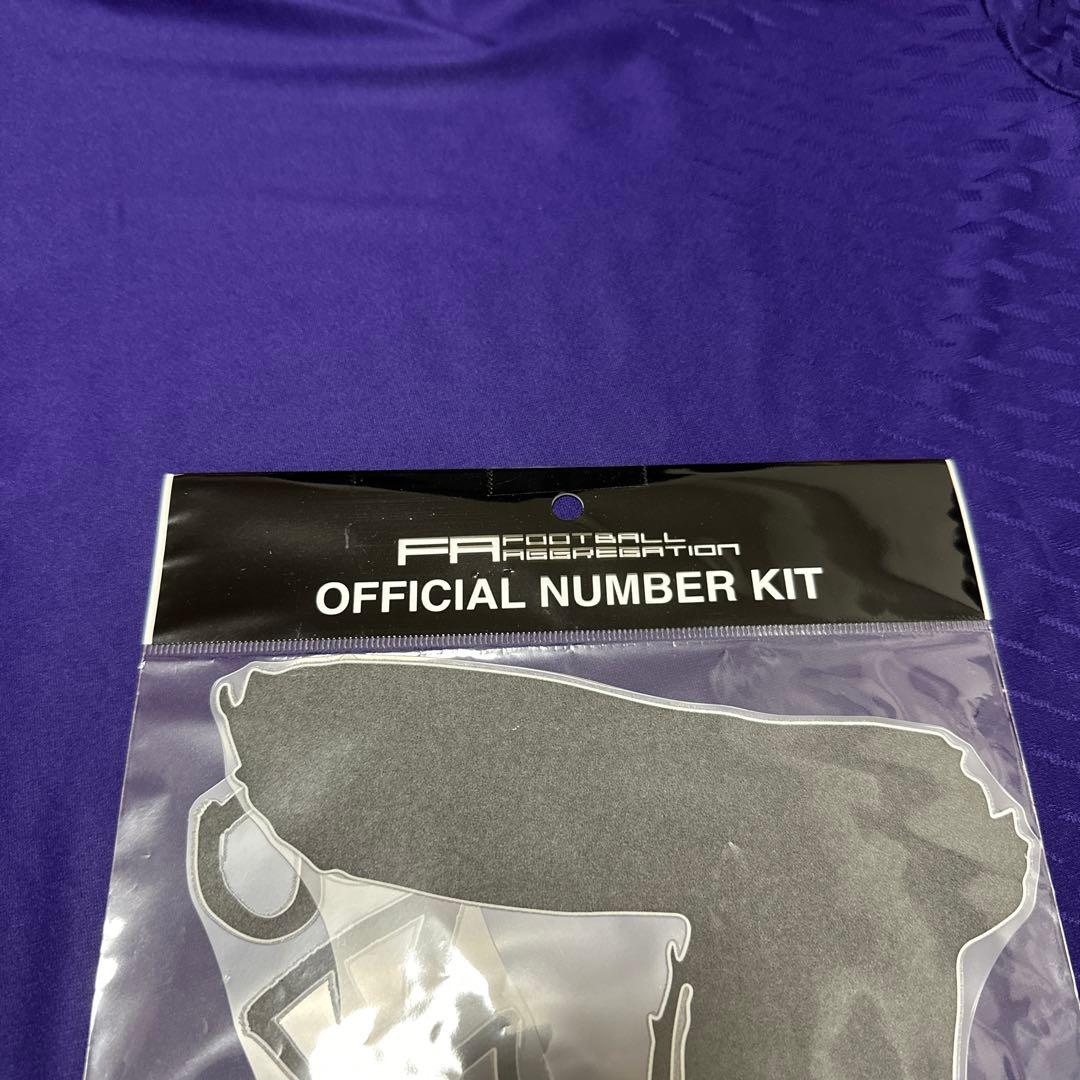 FA FOOTBALL
AGGREGATION
OFFICIAL NUMBER KIT